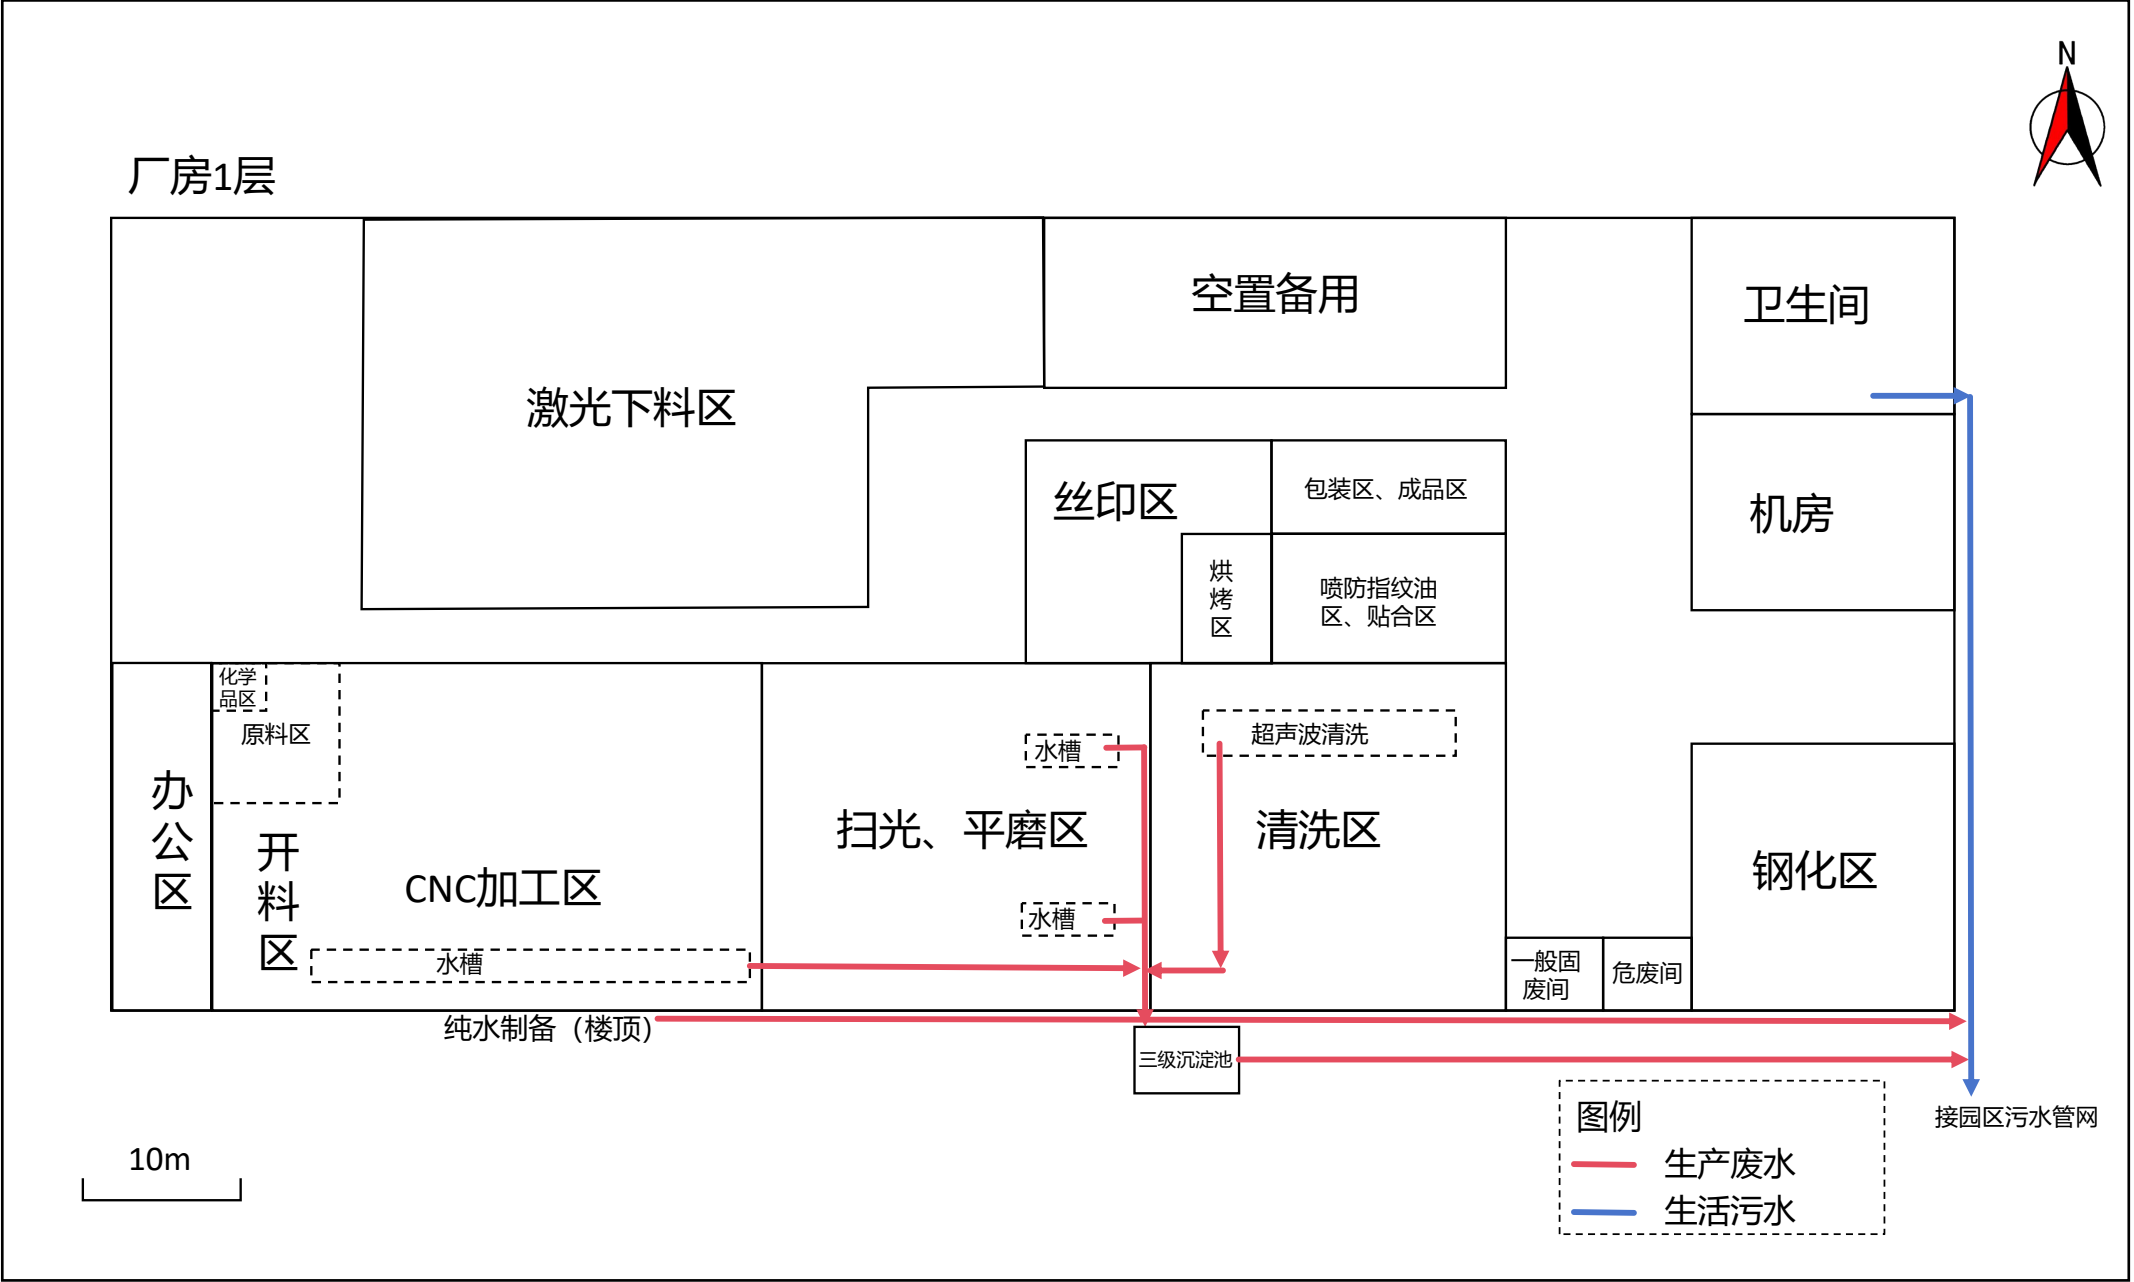 N
厂房1层
空置备用
卫生间
激光下料区
丝印区
包装区、成品区
机房
烘
烤
区
喷防指纹油
区、贴合区
化学
品区
原料区
水槽
超声波清洗
办
公
区
开
料
区
CNC加工区
扫光、平磨区
清洗区
钢化区
水槽
水槽
一般固
废间
危废间
纯水制备（楼顶）
三级沉淀池
图例
生产废水
生活污水
接园区污水管网
10m